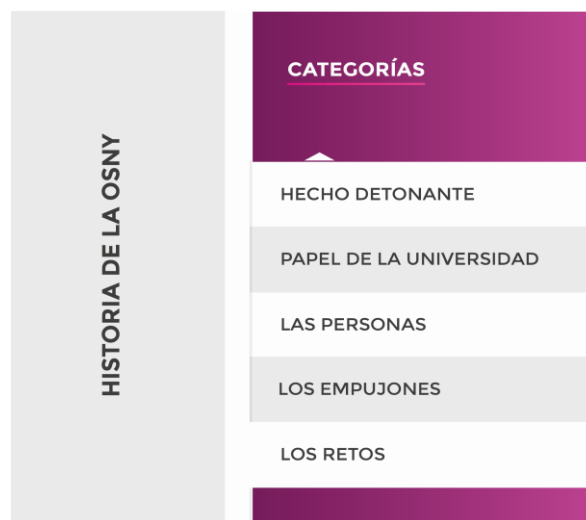 HISTORIA DE LA OSNY
CATEGORÍAS
HECHO DETONANTE
PAPEL DE LA UNIVERSIDAD
LAS PERSONAS
LOS EMPUJONES
LOS RETOS